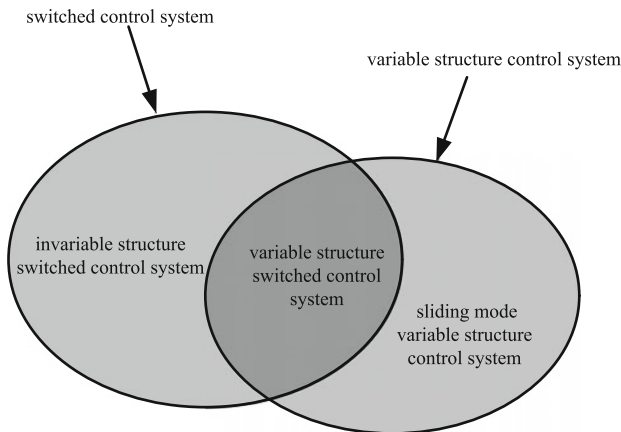 switched control system
variable structure control system
invariable structure
switched control system
variable structure
switched control
system
sliding mode
variable structure
control system